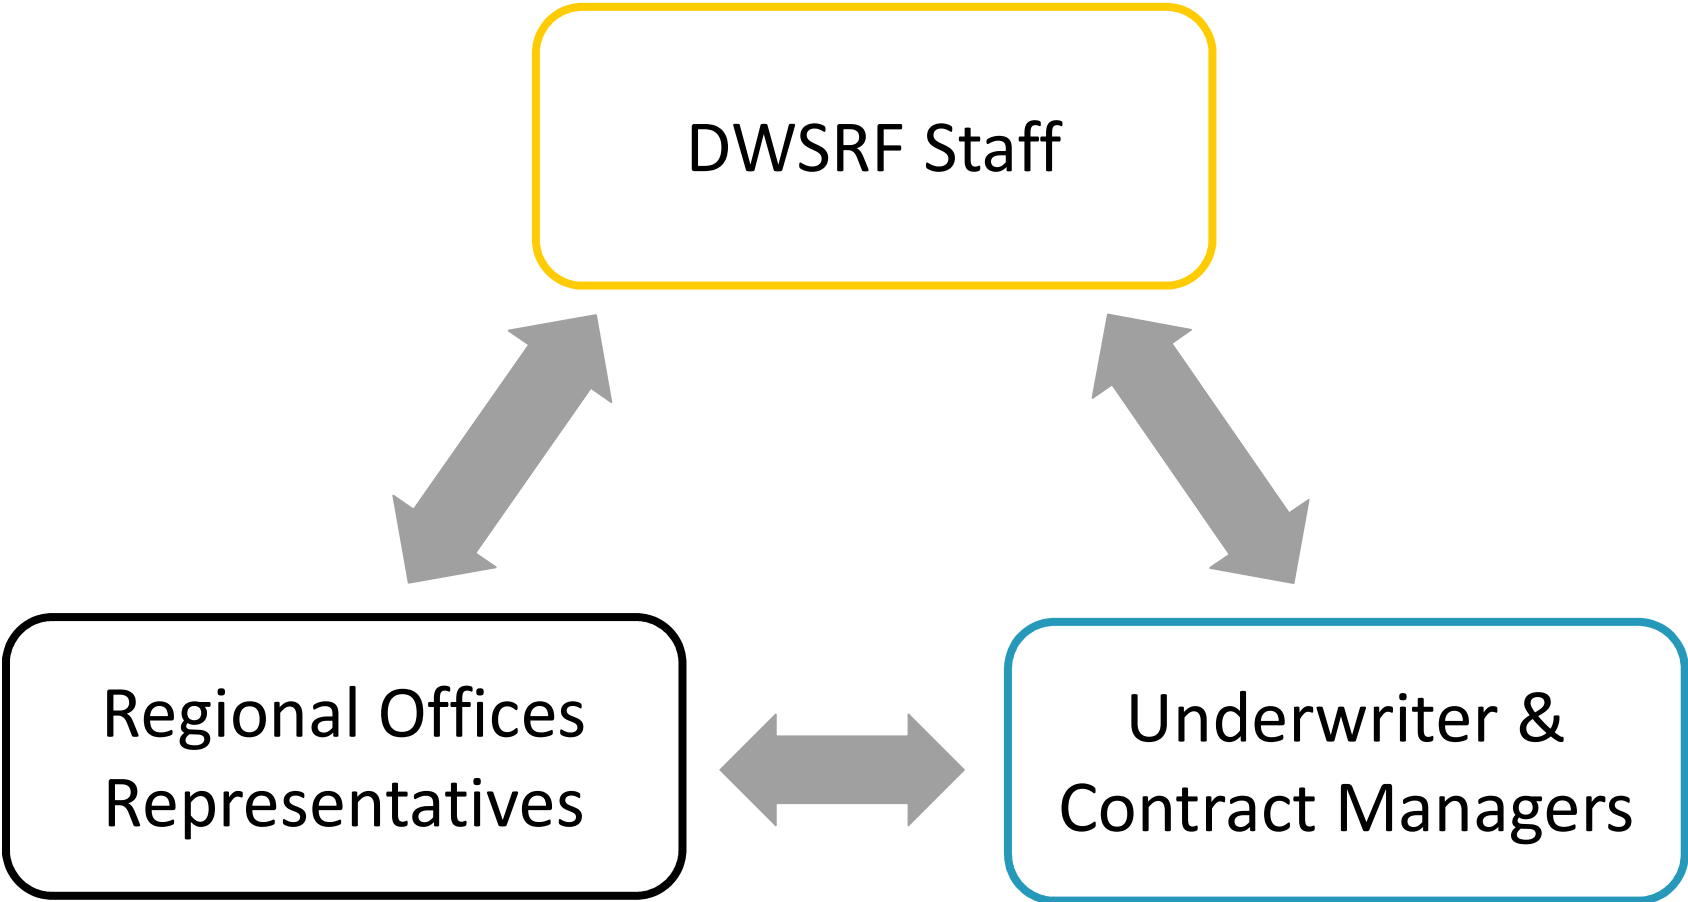 DWSRF Staff
Regional Offices
Representatives
Underwriter &
Contract Managers